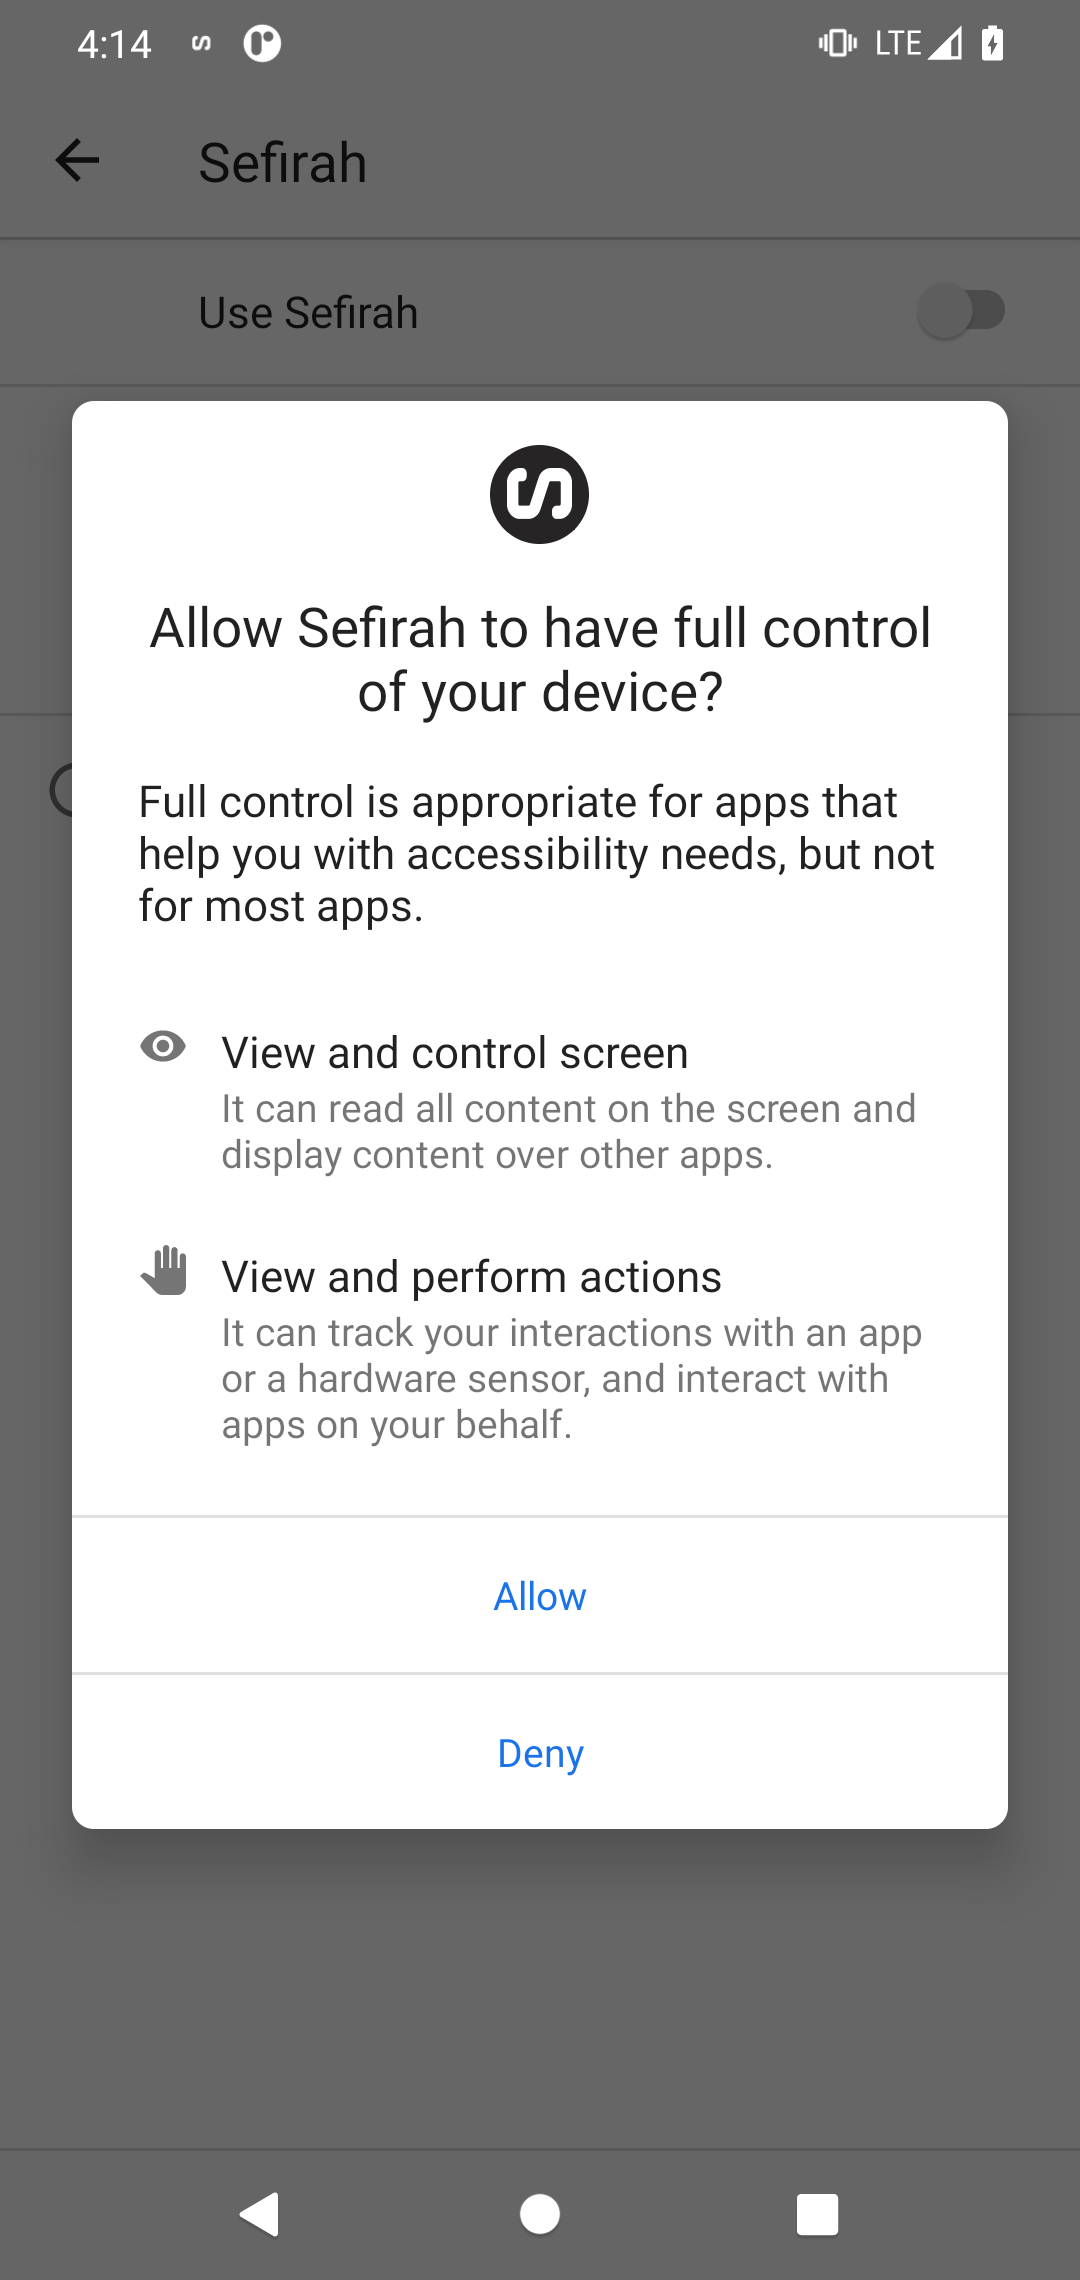 4:14
LTE
Sefirah
Use Sefirah
Allow Sefirah to have full control
of your device?
Full control is appropriate for apps that
help you with accessibility needs, but not
for most apps.
View and control screen
It can read all content on the screen and
display content over other apps.
View and perform actions
It can track your interactions with an app
or a hardware sensor, and interact with
apps on your behalf.
Allow
Deny